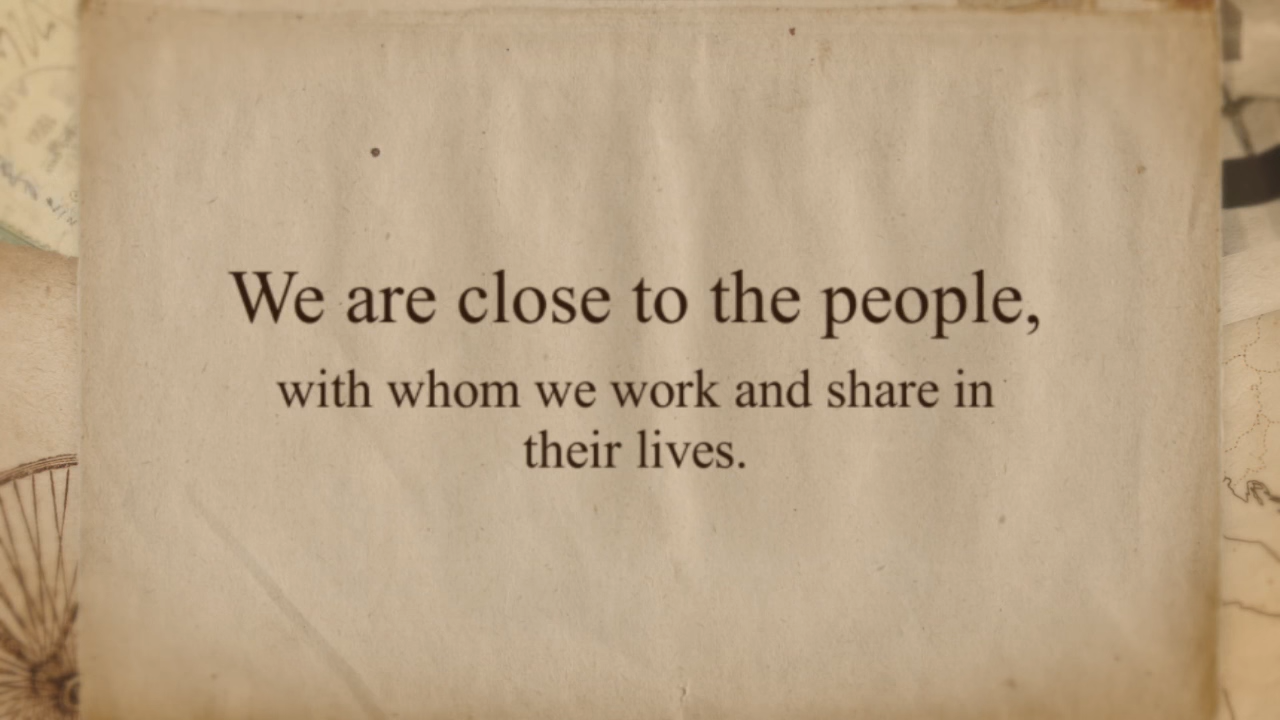 We are close to the people,
with whom we work and share in
their lives.